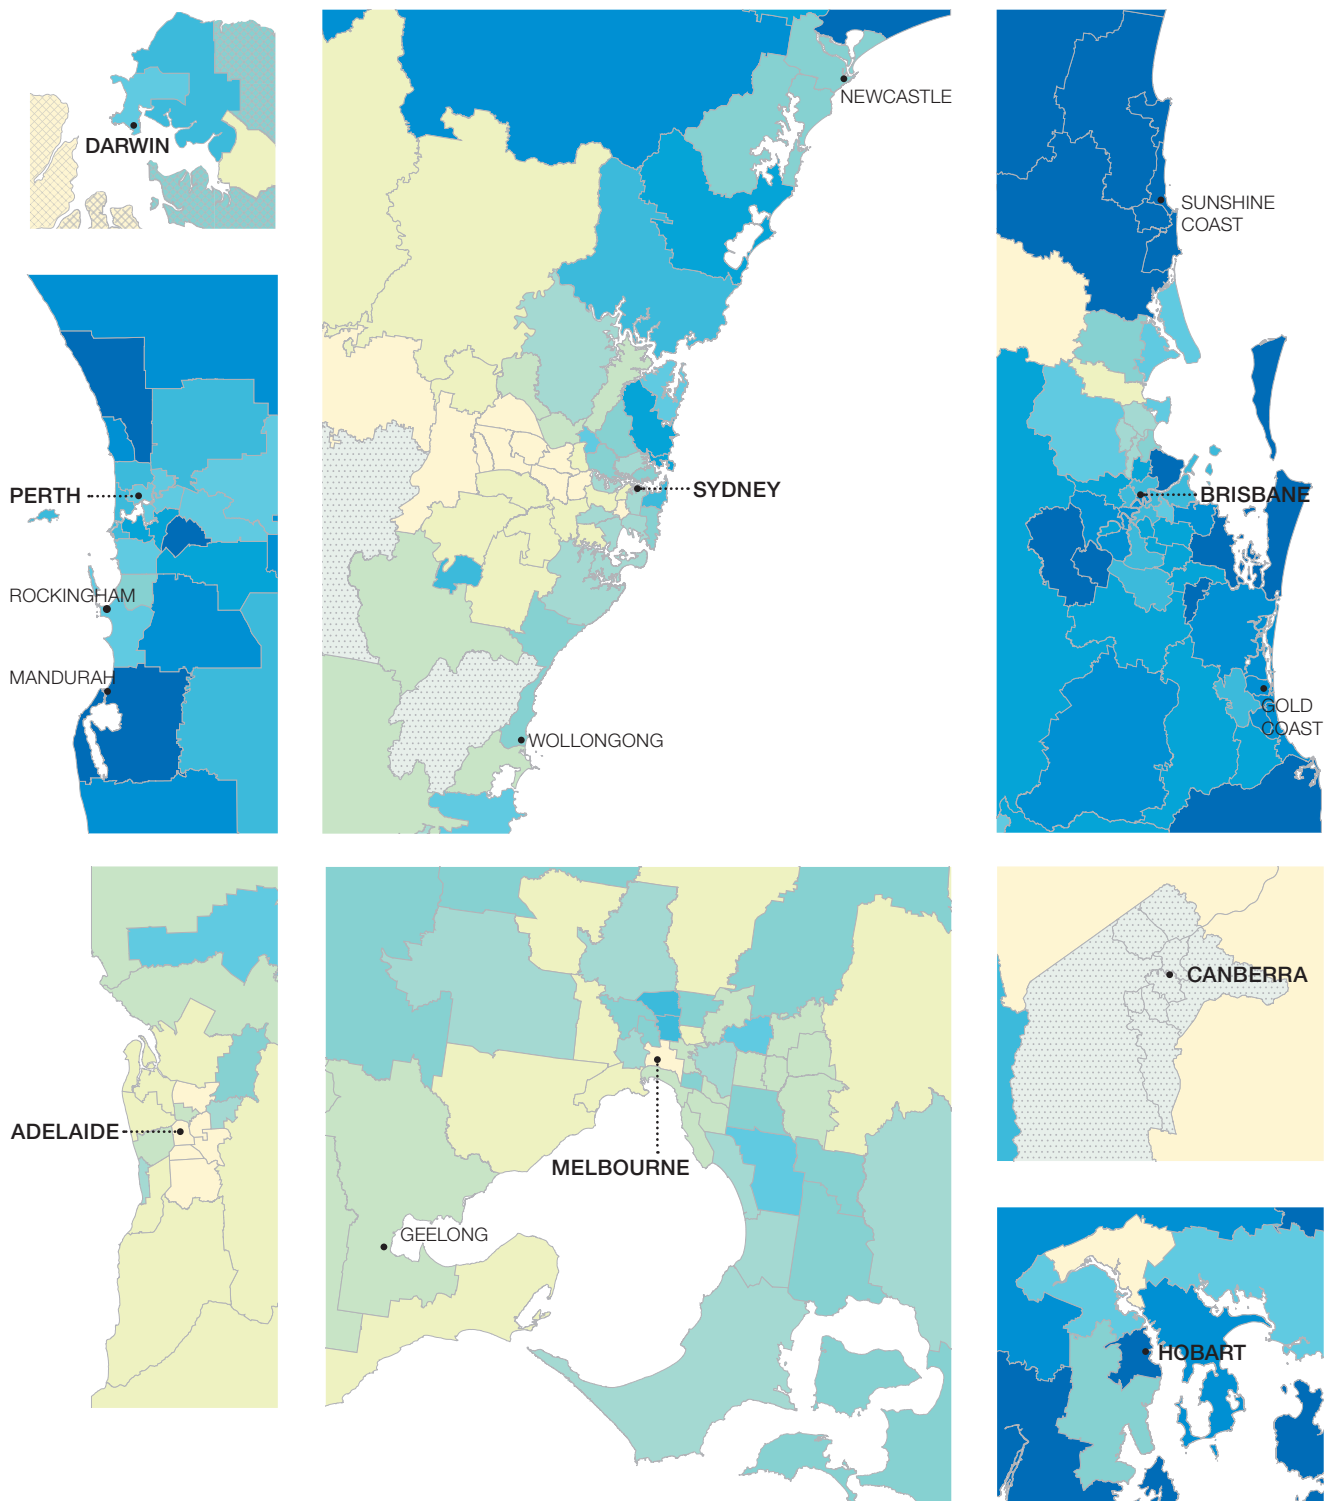 DARWIN
NEWCASTLE
SUNSHINE
COAST
PERTH
SYDNEY
BRISBANE
ROCKINGHAM
MANDURAH
GOLD
COAST
WOLLONGONG
CANBERRA
ADELAIDE
MELBOURNE
GEELONG
HOBART